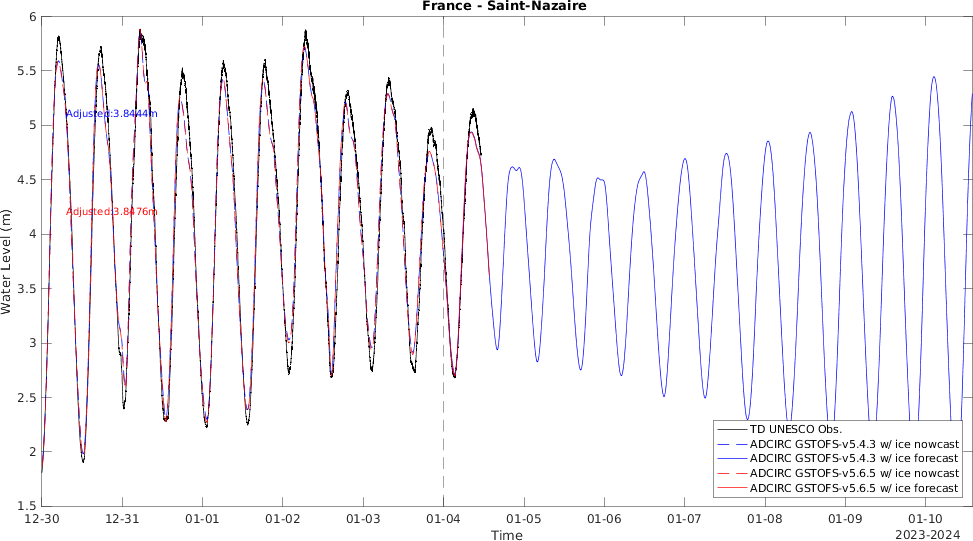 France - Saint-Nazaire
6
5.5
5
4.5
4
3.5
3
2.5
2
1.5
Water Level (m)
Adjusted:3.8444m
Adjusted:3.8476m
TD UNESCO Obs.
ADCIRC GSTOFS-v5.4.3 w/ ice nowcast
ADCIRC GSTOFS-v5.4.3 w/ ice forecast
ADCIRC GSTOFS-v5.6.5 w/ ice nowcast
ADCIRC GSTOFS-v5.6.5 w/ ice forecast
12-30 12-31 01-01 01-02 01-03 01-04 01-05 01-06 01-07 01-08 01-09 01-10
Time
2023-2024